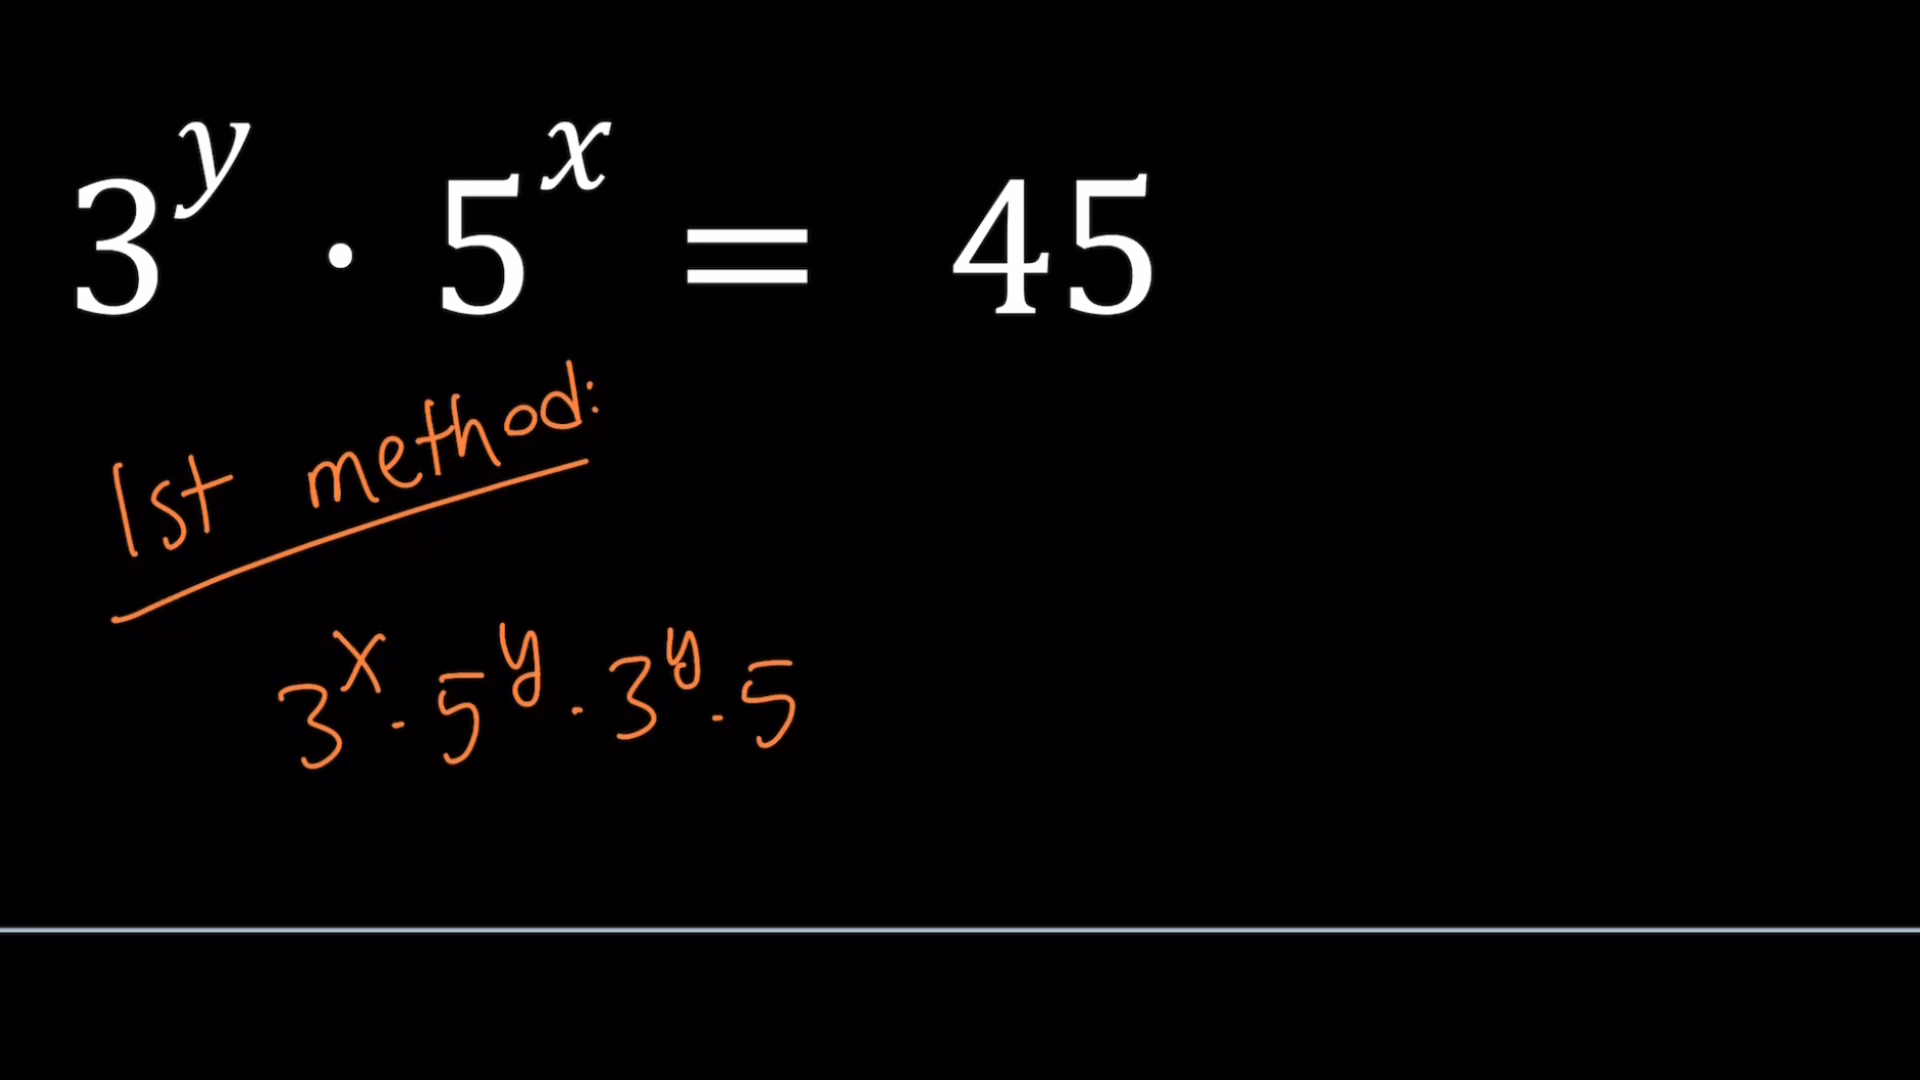 3^y · 5^x = 45
1st method:
3^x · 5^y · 3^y · 5